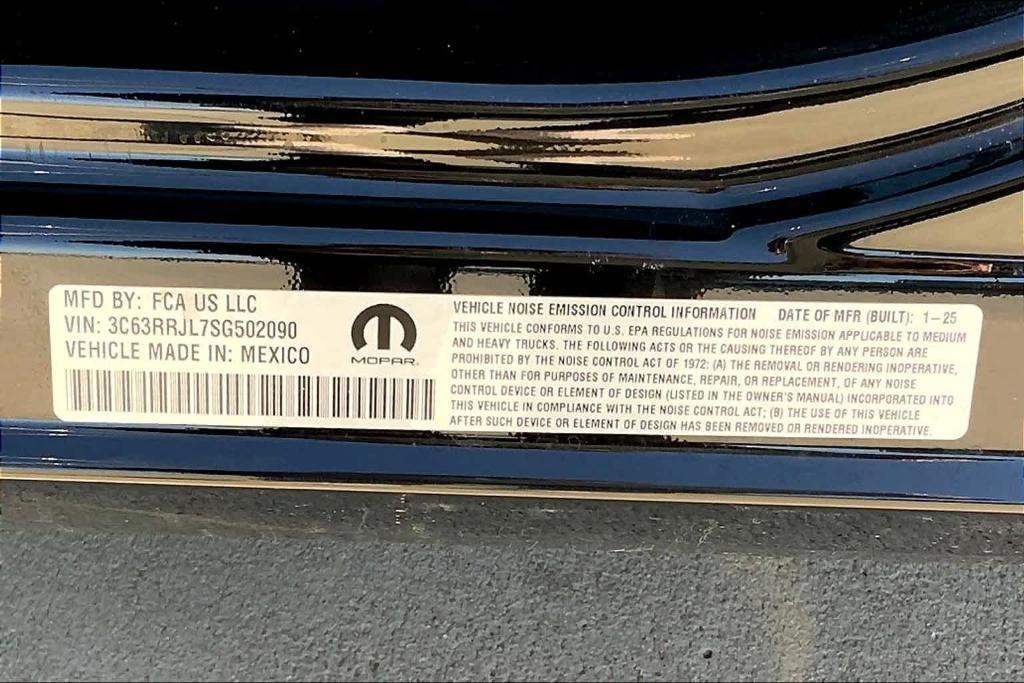 MFD BY: FCA US LLC
VIN: 3C63RRJL7SG502090
VEHICLE MADE IN: MEXICO
MOPAR®
VEHICLE NOISE EMISSION CONTROL INFORMATION DATE OF MFR (BUILT): 1-25
THIS VEHICLE CONFORMS TO U.S. EPA REGULATIONS FOR NOISE EMISSION APPLICABLE TO MEDIUM
AND HEAVY TRUCKS. THE FOLLOWING ACTS OR THE CAUSING THEREOF BY ANY PERSON ARE
PROHIBITED BY THE NOISE CONTROL ACT OF 1972: (A) THE REMOVAL OR RENDERING INOPERATIVE,
OTHER THAN FOR PURPOSES OF MAINTENANCE, REPAIR, OR REPLACEMENT, OF ANY NOISE
CONTROL DEVICE OR ELEMENT OF DESIGN (LISTED IN THE OWNER'S MANUAL) INCORPORATED INTO
THIS VEHICLE IN COMPLIANCE WITH THE NOISE CONTROL ACT; (B) THE USE OF THIS VEHICLE
AFTER SUCH DEVICE OR ELEMENT OF DESIGN HAS BEEN REMOVED OR RENDERED INOPERATIVE.